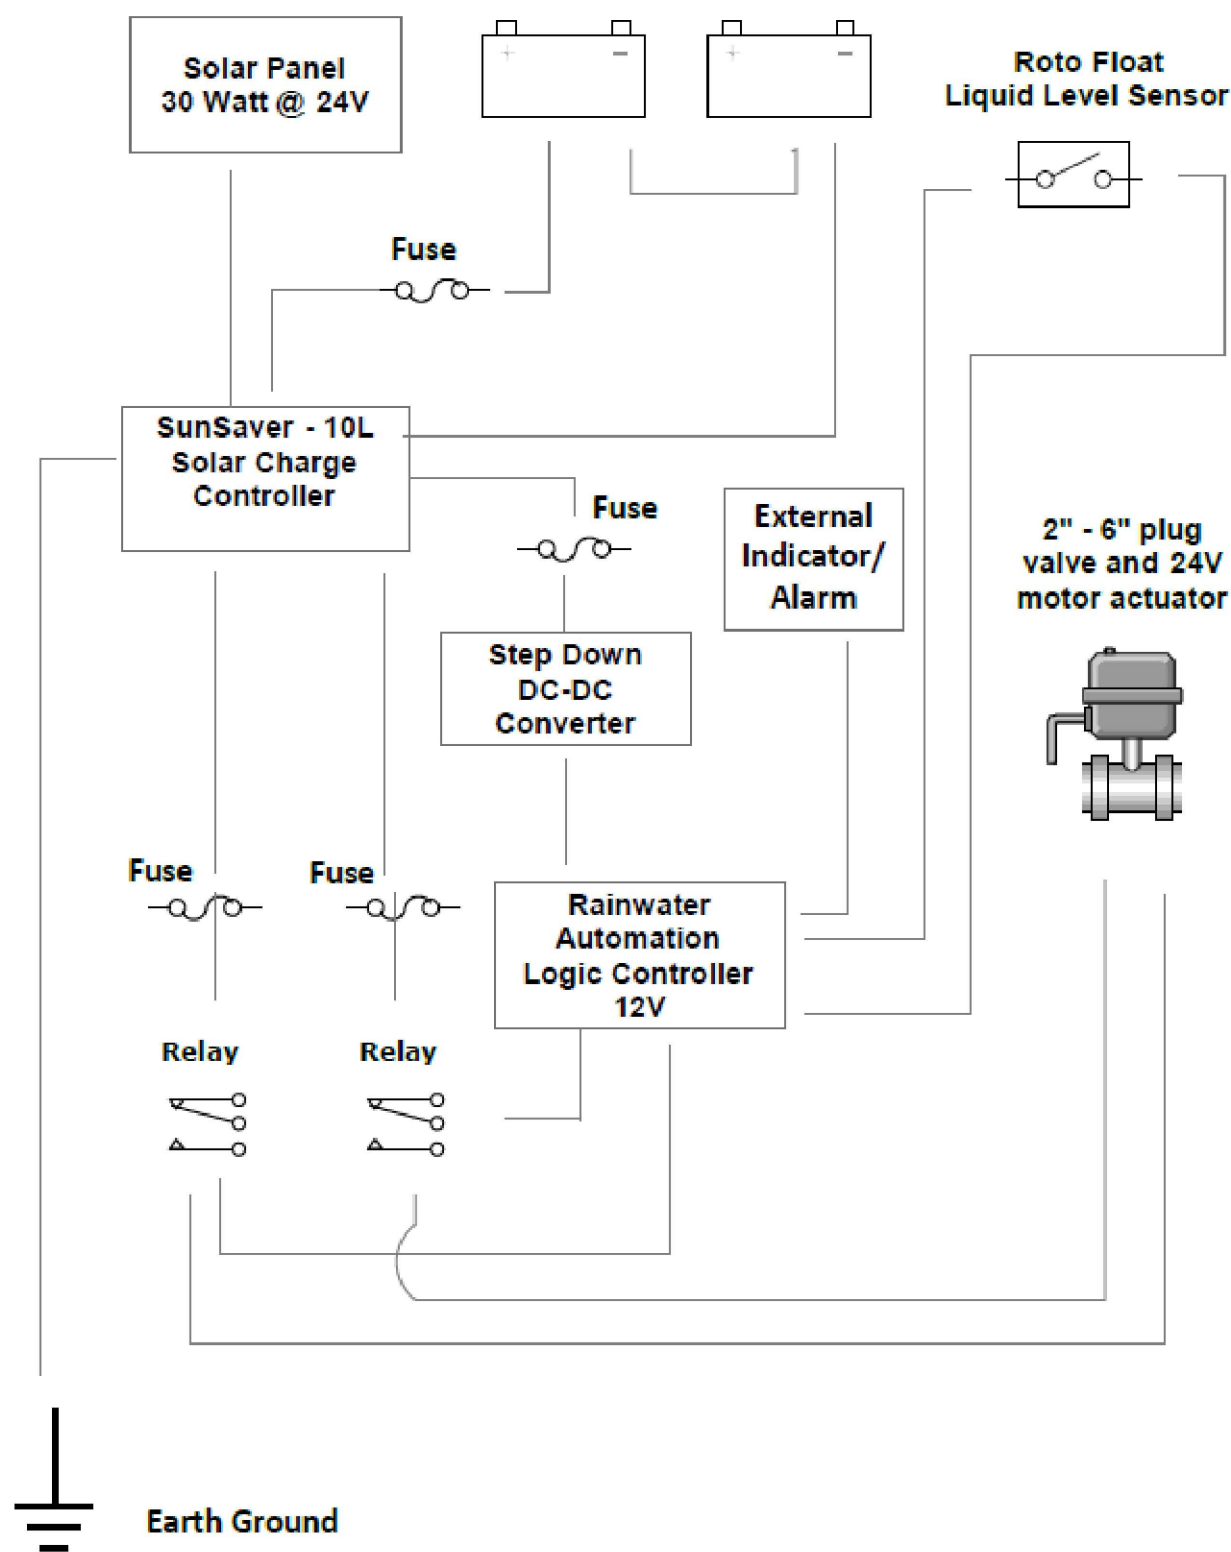 Solar Panel
30 Watt @ 24V
+ –
+ –
Roto Float
Liquid Level Sensor
Fuse
SunSaver - 10L
Solar Charge
Controller
Fuse
External
Indicator/
Alarm
2" - 6" plug
valve and 24V
motor actuator
Step Down
DC-DC
Converter
Fuse
Fuse
Rainwater
Automation
Logic Controller
12V
Relay
Relay
Earth Ground